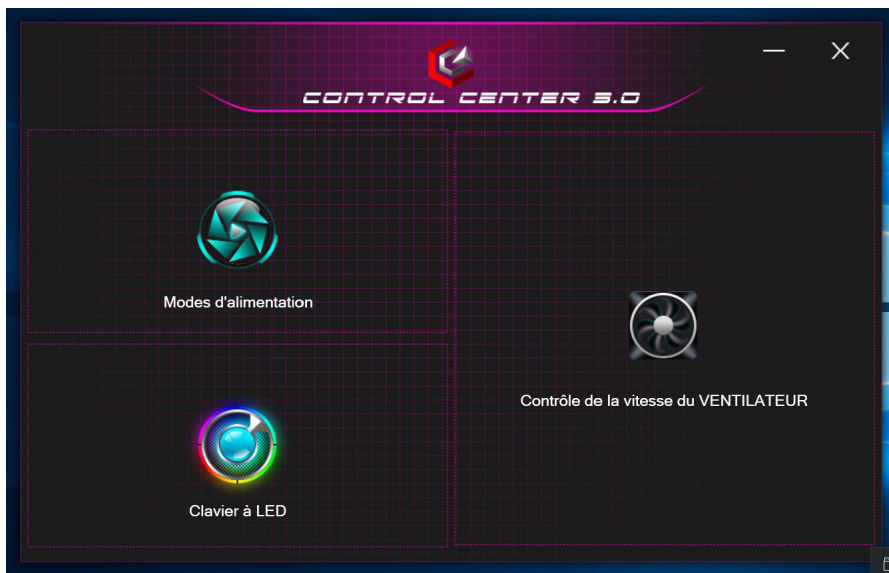 CONTROL CENTER 3.0
Modes d'alimentation
Clavier à LED
Contrôle de la vitesse du VENTILATEUR